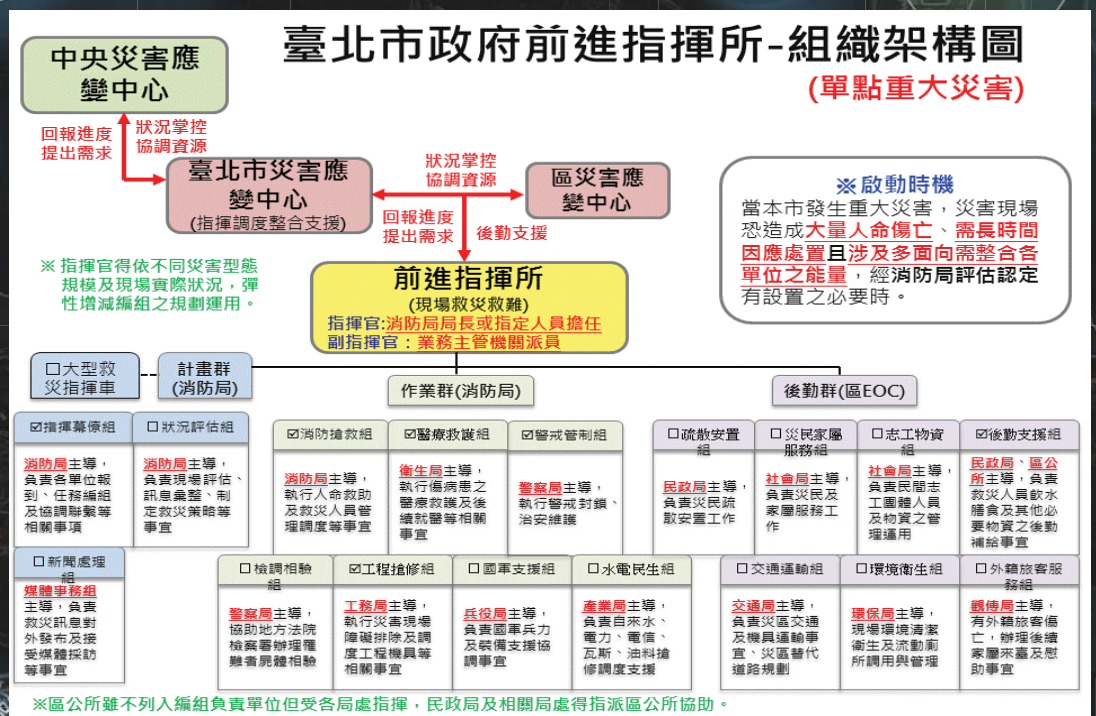 臺北市政府前進指揮所-組織架構圖
(單點重大災害)
中央災害應
變中心
回報進度
提出需求
狀況掌控
協調資源
臺北市災害應
變中心
(指揮調度整合支援)
狀況掌控
協調資源
區災害應
變中心
回報進度
提出需求
後勤支援
※啟動時機
當本市發生重大災害，災害現場
恐造成大量人命傷亡、需長時間
因應處置且涉及多面向需整合各
單位之能量，經消防局評估認定
有設置之必要時。
※指揮官得依不同災害型態
規模及現場實際狀況，彈
性增減編組之規劃運用。
前進指揮所
(現場救災救難)
指揮官:消防局局長或指定人員擔任
副指揮官：業務主管機關派員
☐大型救
災指揮車
計畫群
(消防局)
作業群(消防局)
後勤群(區EOC)
☑指揮幕僚組
消防局主導，
負責各單位報
到、任務編組
及協調聯繫等
相關事項
☐狀況評估組
消防局主導，
負責現場評估、
訊息彙整、制
定救災策略等
事宜
☑消防搶救組
消防局主導，
執行人命救助
及救災人員管
理調度等事宜
☑醫療救護組
衛生局主導，
執行傷病患之
醫療救護及後
續就醫等相關
事宜
☑警戒管制組
警察局主導，
執行警戒封鎖、
治安維護
☐疏散安置
組
民政局主導，
負責災民疏
散安置工作
☐災民家屬
服務組
社會局主導，
負責災民及
家屬服務工
作
☐志工物資
組
社會局主導，
負責民間志
工團體人員
及物資之管
理運用
☑後勤支援組
民政局、區公
所主導，負責
救災人員飲水
膳食及其他必
要物資之後勤
補給事宜
☐新聞處理
組
媒體事務組
主導，負責
救災訊息對
外發布及接
受媒體採訪
等事宜
☐檢調相驗
組
警察局主導，
協助地方法院
檢察署辦理罹
難者屍體相驗
☑工程搶修組
工務局主導，
執行災害現場
障礙排除及調
度工程機具等
相關事宜
☐國軍支援組
兵役局主導，
負責國軍兵力
及裝備支援協
調事宜
☐水電民生組
產業局主導，
負責自來水、
電力、電信、
瓦斯、油料搶
修調度支援
☐交通運輸組
交通局主導，
負責災區交通
及機具運輸事
宜、災區替代
道路規劃
☐環境衛生組
環保局主導，
現場環境清潔
衛生及流動廁
所調用與管理
☐外籍旅客服
務組
觀傳局主導，
有外籍旅客傷
亡，辦理後續
家屬來臺及慰
助事宜
※區公所雖不列入編組負責單位但受各局處指揮，民政局及相關局處得指派區公所協助。